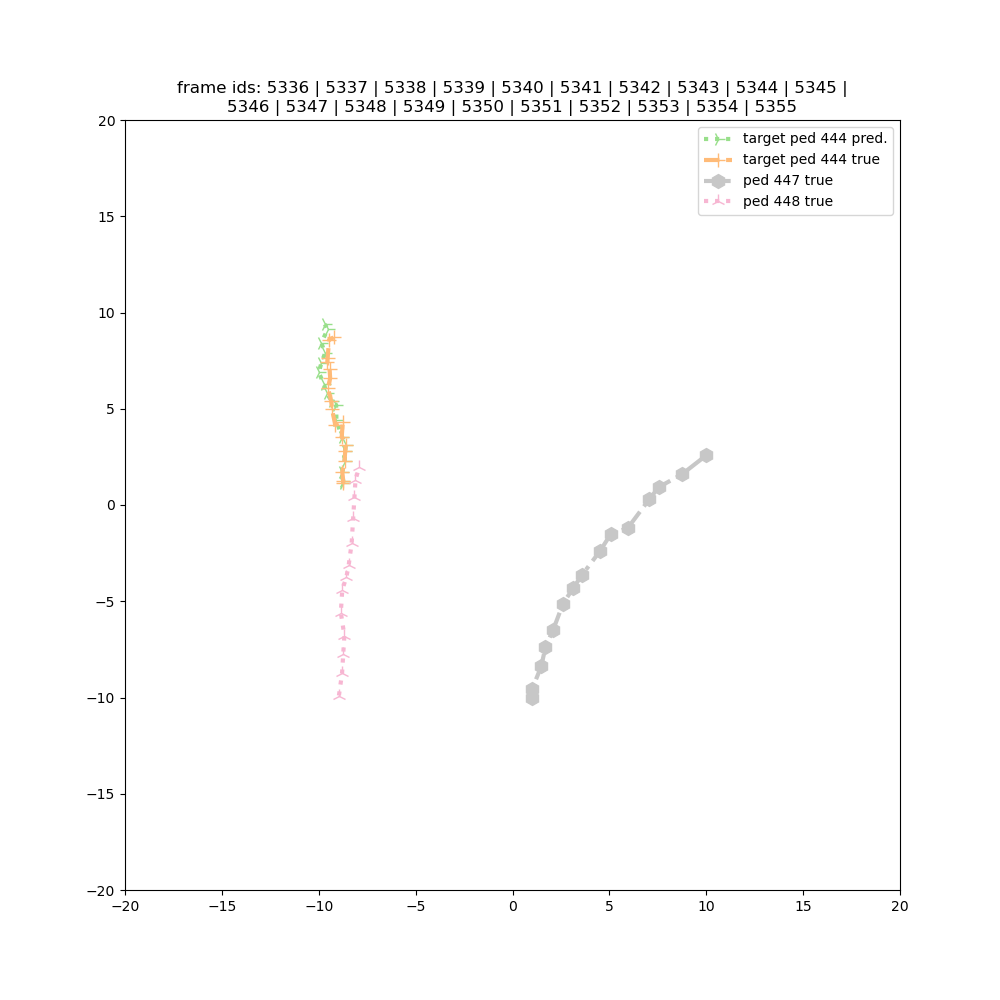 frame ids: 5336 | 5337 | 5338 | 5339 | 5340 | 5341 | 5342 | 5343 | 5344 | 5345 |
5346 | 5347 | 5348 | 5349 | 5350 | 5351 | 5352 | 5353 | 5354 | 5355
target ped 444 pred.
target ped 444 true
ped 447 true
ped 448 true
20
15
10
5
0
−5
−10
−15
−20
−20 −15 −10 −5 0 5 10 15 20